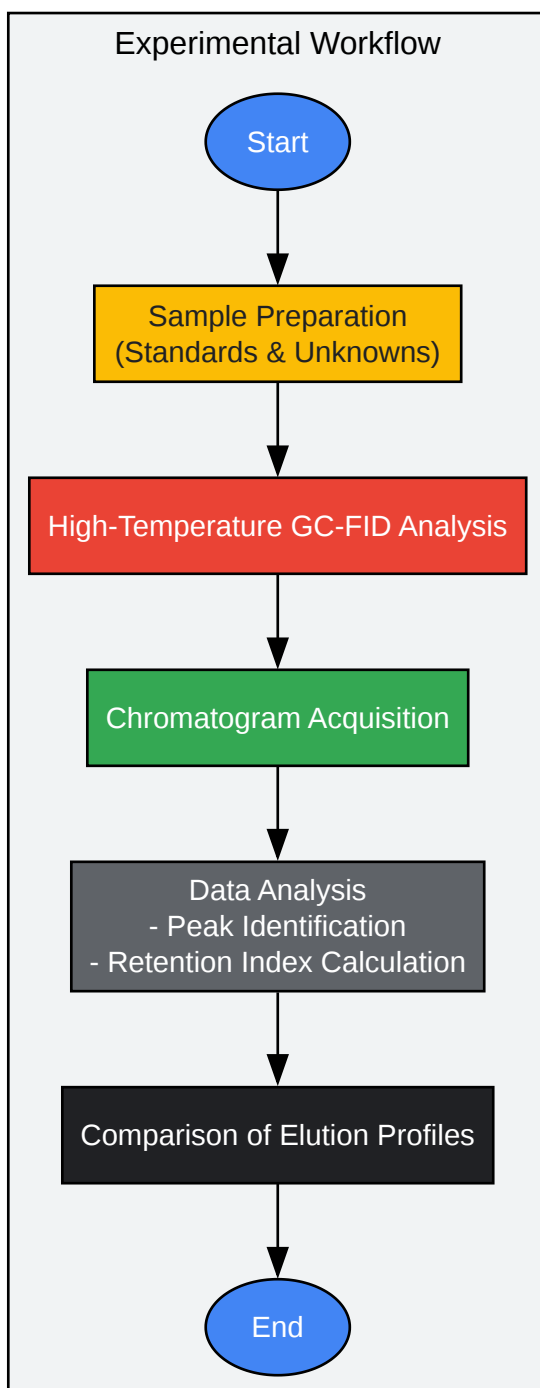 Experimental Workflow
Start
Sample Preparation
(Standards & Unknowns)
High-Temperature GC-FID Analysis
Chromatogram Acquisition
Data Analysis
- Peak Identification
- Retention Index Calculation
Comparison of Elution Profiles
End